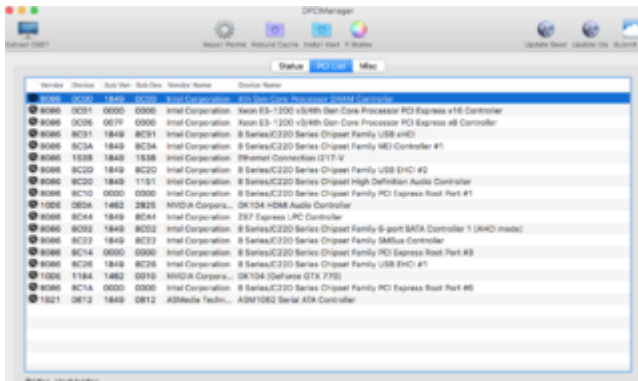 DPCIManager
Extract DSDT Repair Perms Rebuild Cache Install Kext P States Update Seed Update IDs Submit
Status PCI List Misc
Vendor Device Sub Ven Sub Dev Vendor Name Device Name
8086 0C00 1849 0C00 Intel Corporation 4th Gen Core Processor DRAM Controller
8086 0C01 0000 0000 Intel Corporation Xeon E3-1200 v3/4th Gen Core Processor PCI Express x16 Controller
8086 0C05 Intel Corporation Xeon E3-1200 v3/4th Gen Core Processor PCI Express x8 Controller
8086 8C31 1849 8C31 Intel Corporation 8 Series/C220 Series Chipset Family USB xHCI
8086 8C3A 1849 8C3A Intel Corporation 8 Series/C220 Series Chipset Family MEI Controller #1
8086 153B 1849 153B Intel Corporation Ethernet Connection I217-V
8086 8C2D 1849 8C2D Intel Corporation 8 Series/C220 Series Chipset Family USB EHCI #2
8086 8C20 1849 1151 Intel Corporation 8 Series/C220 Series Chipset High Definition Audio Controller
8086 8C10 0000 0000 Intel Corporation 8 Series/C220 Series Chipset Family PCI Express Root Port #1
10DE 0E0A 1462 2825 NVIDIA Corpora... GK104 HDMI Audio Controller
8086 8C44 1849 8C44 Intel Corporation Z87 Express LPC Controller
8086 8C02 1849 8C02 Intel Corporation 8 Series/C220 Series Chipset Family 6-port SATA Controller 1 [AHCI mode]
8086 8C22 1849 8C22 Intel Corporation 8 Series/C220 Series Chipset Family SMBus Controller
8086 8C14 0000 0000 Intel Corporation 8 Series/C220 Series Chipset Family PCI Express Root Port
8086 8C26 1849 8C26 Intel Corporation 8 Series/C220 Series Chipset Family USB EHCI #1
10DE 1184 1462 NVIDIA Corpora... GK104 [GeForce GTX 770]
8086 8C1A 0000 0000 Intel Corporation 8 Series/C220 Series Chipset Family PCI Express Root Port
1B21 0612 1849 0612 ASMedia Techn... ASM1062 Serial ATA Controller